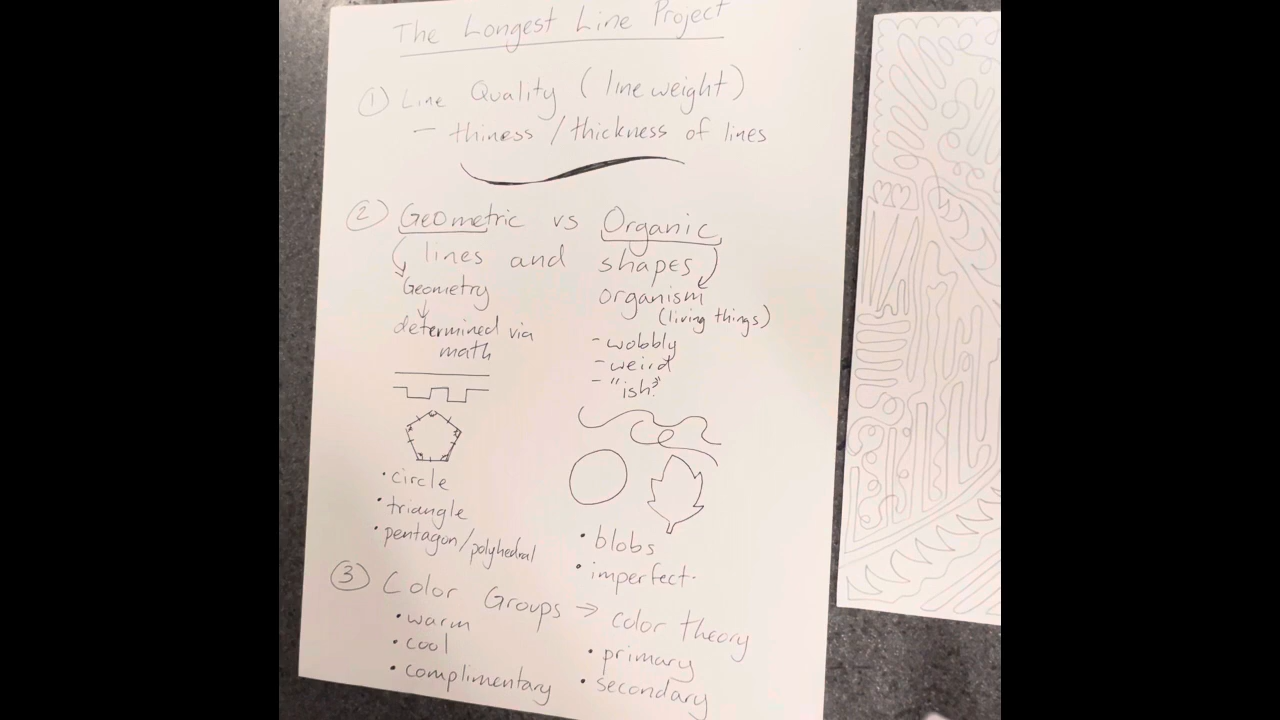 The Longest Line Project
① Line Quality (line weight)
— thiness / thickness of lines
② Geometric vs Organic
lines and shapes
Geometry
determined via
math
• circle
• triangle
• pentagon/polyhedral
organism
(living things)
- wobbly
- weird
- "ish"
• blobs
• imperfect.
③ Color Groups → color theory
• warm
• cool
• complimentary
• primary
• secondary